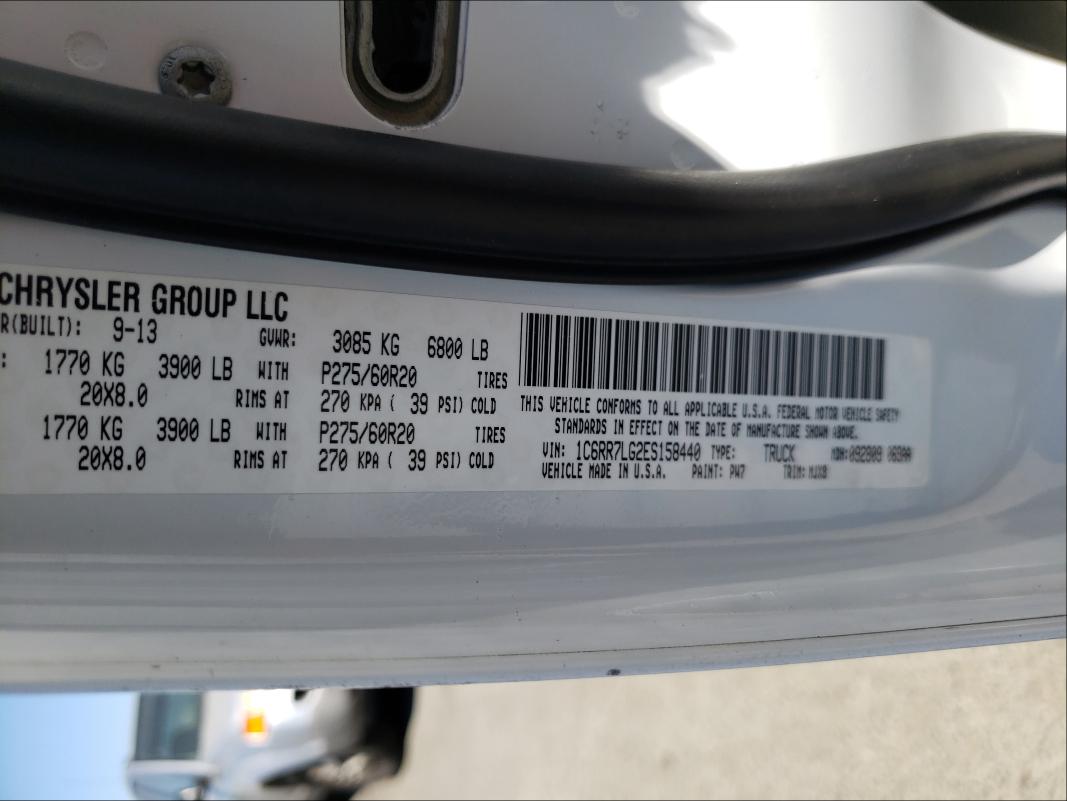 CHRYSLER GROUP LLC
R(BUILT): 9-13 GVWR: 3085 KG 6800 LB
: 1770 KG 3900 LB WITH P275/60R20 TIRES
20X8.0 RIMS AT 270 KPA ( 39 PSI) COLD
1770 KG 3900 LB WITH P275/60R20 TIRES
20X8.0 RIMS AT 270 KPA ( 39 PSI) COLD
THIS VEHICLE CONFORMS TO ALL APPLICABLE U.S.A. FEDERAL MOTOR VEHICLE SAFETY
STANDARDS IN EFFECT ON THE DATE OF MANUFACTURE SHOWN ABOVE.
VIN: 1C6RR7LG2ES158440 TYPE: TRUCK MDH:
VEHICLE MADE IN U.S.A. PAINT: PW7 TRIM: